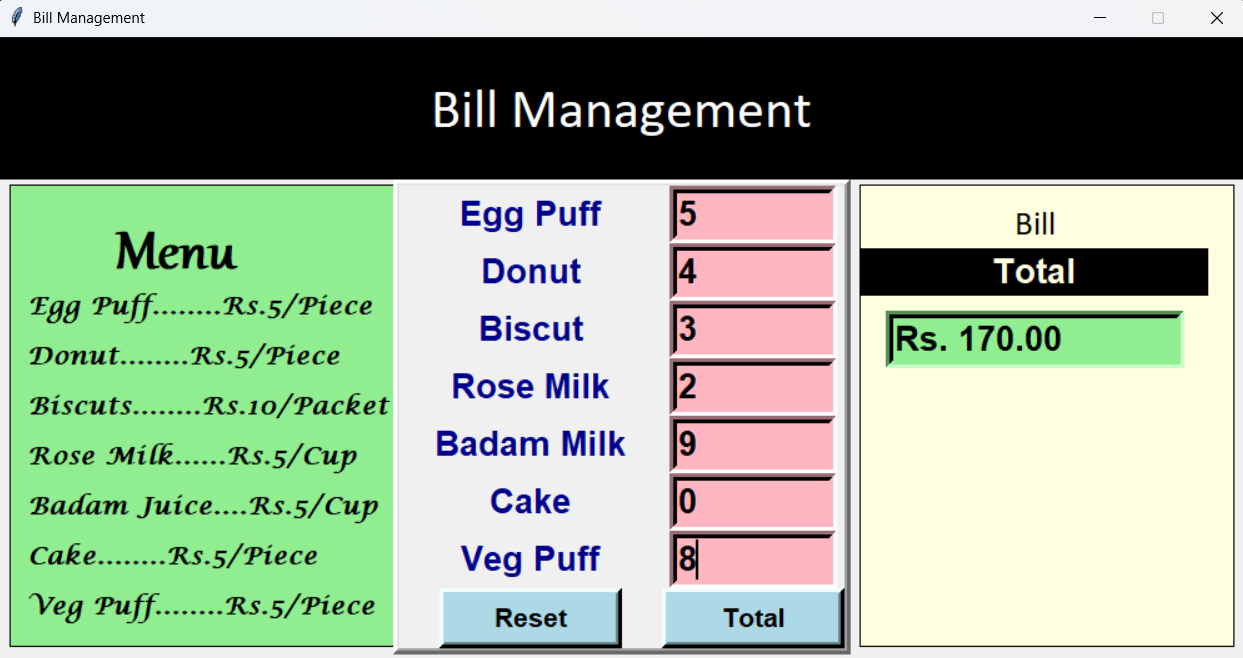 Bill Management
Bill Management
Menu
Egg Puff........Rs.5/Piece
Donut........Rs.5/Piece
Biscuts........Rs.10/Packet
Rose Milk......Rs.5/Cup
Badam Juice....Rs.5/Cup
Cake........Rs.5/Piece
Veg Puff........Rs.5/Piece
Egg Puff 5
Donut 4
Biscut 3
Rose Milk 2
Badam Milk 9
Cake 0
Veg Puff 8
Reset Total
Bill
Total
Rs. 170.00